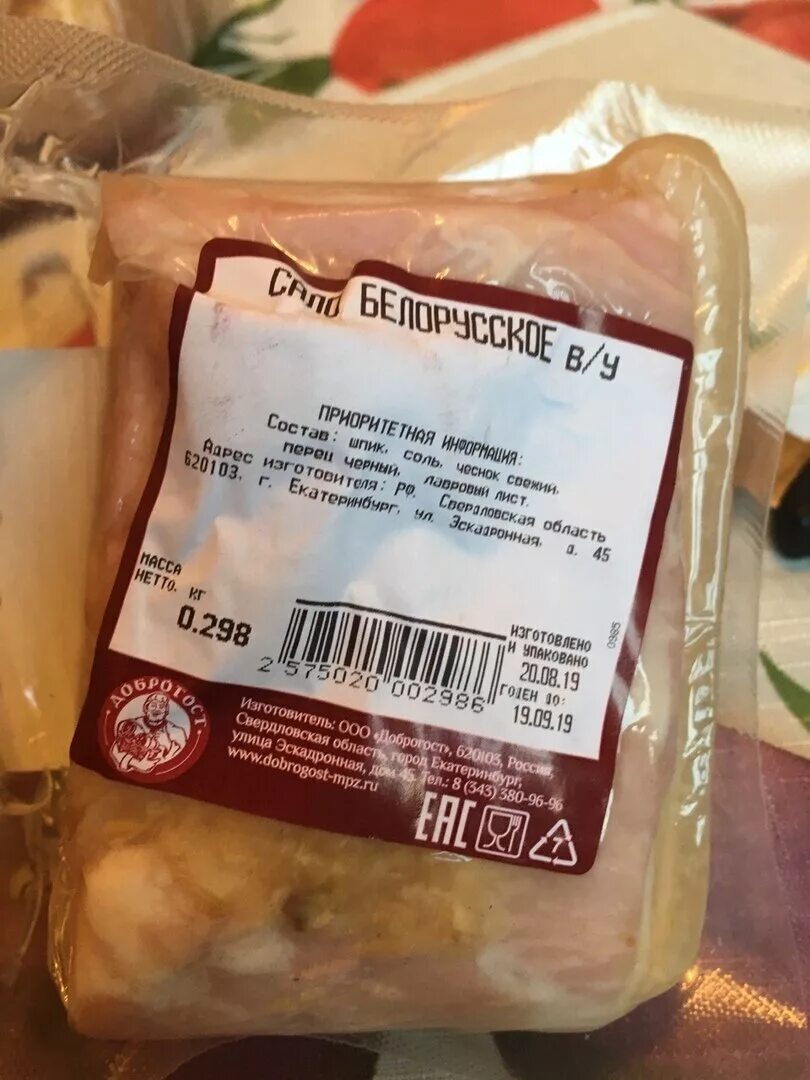 САЛО БЕЛОРУССКОЕ В/У
ПРИОРИТЕТНАЯ ИНФОРМАЦИЯ:
Состав: шпик, соль, чеснок свежий,
перец черный, лавровый лист.
Адрес изготовителя: РФ, Свердловская область
620103, г. Екатеринбург, ул. Эскадронная, д. 45
МАССА
НЕТТО, КГ
0.298
2 575020 002986
ИЗГОТОВЛЕНО
И УПАКОВАНО
20.08.19
ГОДЕН ДО:
19.09.19
0985
ДОБРОГОСТ
Изготовитель: ООО «Доброгост», 620103, Россия,
Свердловская область, город Екатеринбург,
улица Эскадронная, дом 45. Тел.: 8 (343) 380-96-96
www.dobrogost-mpz.ru
EAC
7